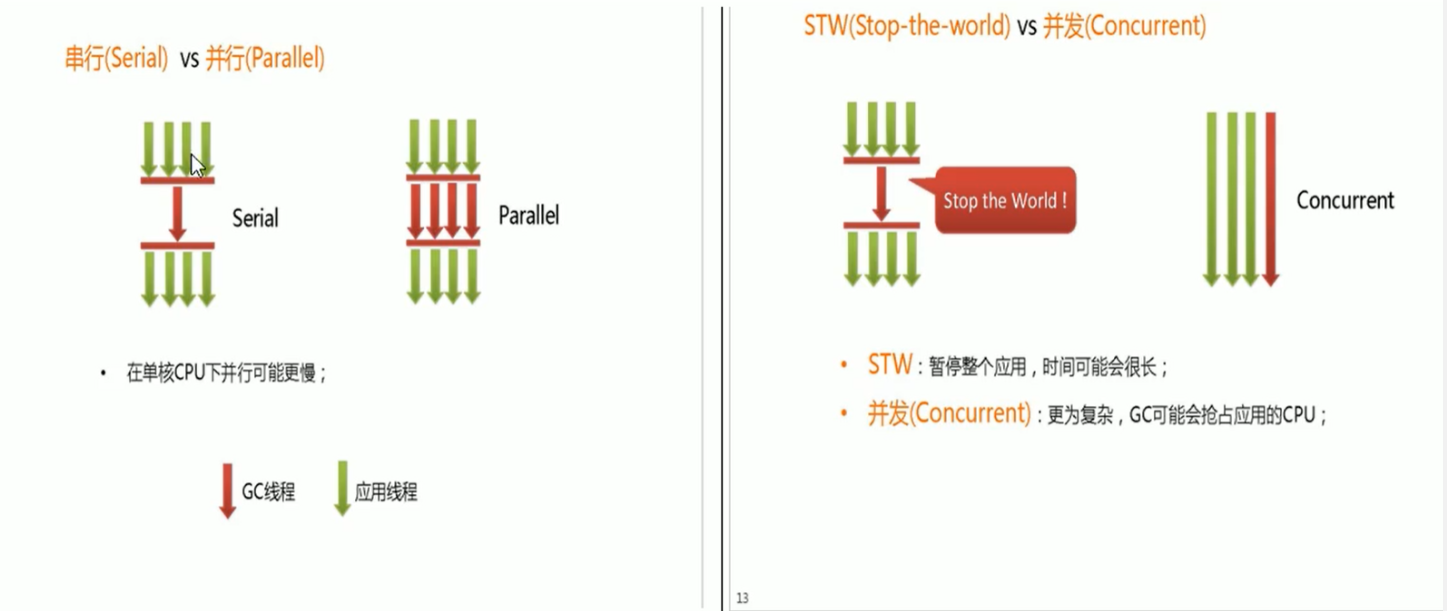 串行(Serial) vs 并行(Parallel)
Serial
Parallel
• 在单核CPU下并行可能更慢；
GC线程
应用线程
STW(Stop-the-world) vs 并发(Concurrent)
Stop the World！
Concurrent
• STW：暂停整个应用，时间可能会很长；
• 并发(Concurrent)：更为复杂，GC可能会抢占应用的CPU；
13